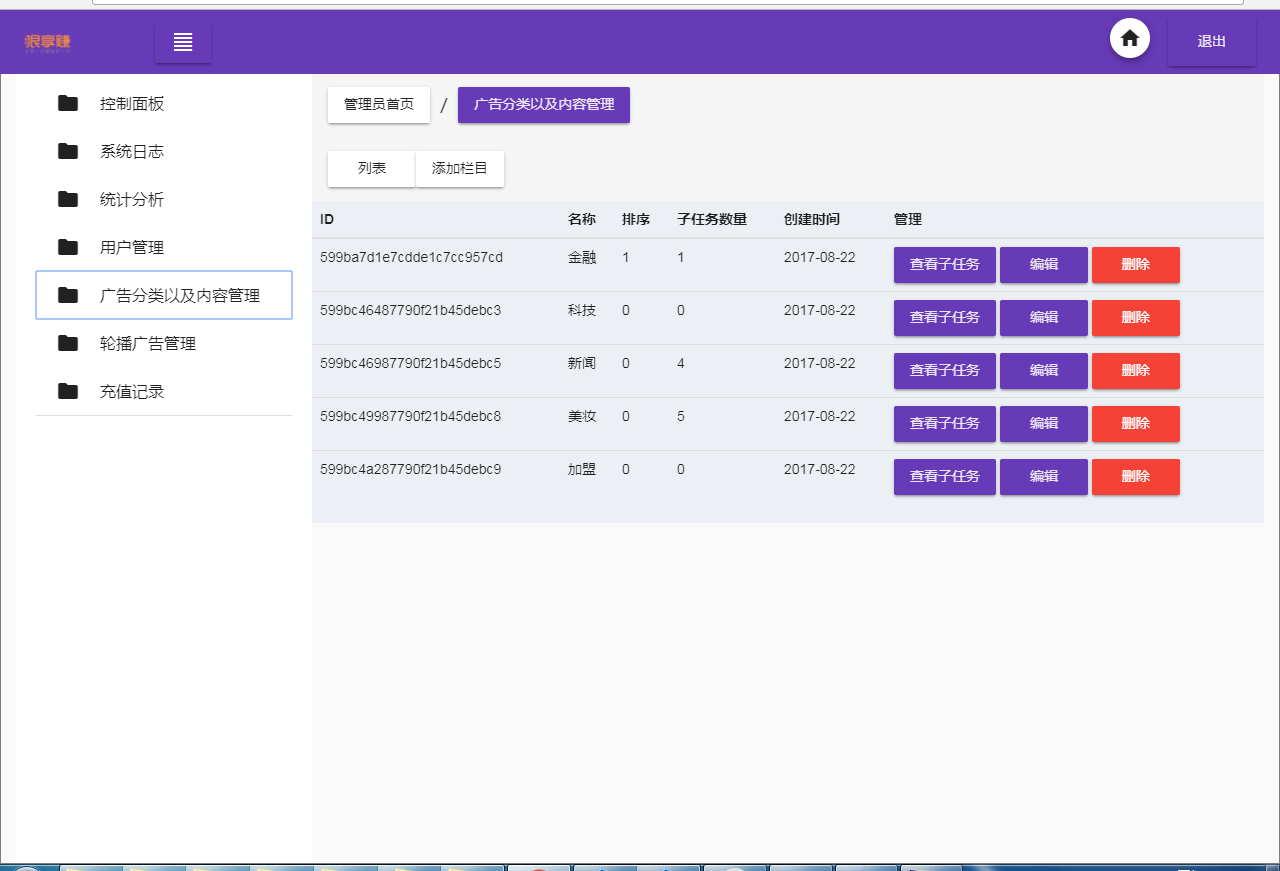 退出
控制面板
系统日志
统计分析
用户管理
广告分类以及内容管理
轮播广告管理
充值记录
管理员首页 / 广告分类以及内容管理
列表 添加栏目
ID 名称 排序 子任务数量 创建时间 管理
599ba7d1e7cdde1c7cc957cd 金融 1 1 2017-08-22 查看子任务 编辑 删除
599bc46487790f21b45debc3 科技 0 0 2017-08-22 查看子任务 编辑 删除
599bc46987790f21b45debc5 新闻 0 4 2017-08-22 查看子任务 编辑 删除
599bc49987790f21b45debc8 美妆 0 5 2017-08-22 查看子任务 编辑 删除
599bc4a287790f21b45debc9 加盟 0 0 2017-08-22 查看子任务 编辑 删除